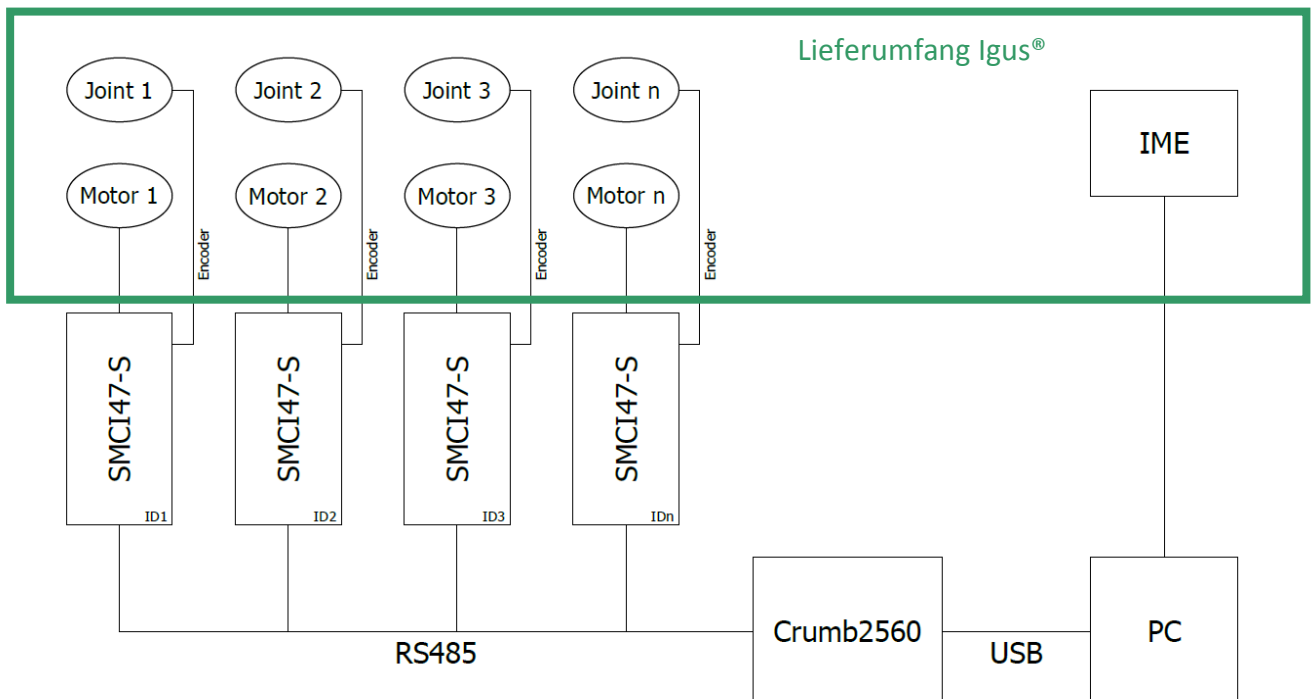 Lieferumfang Igus®
Joint 1
Joint 2
Joint 3
Joint n
IME
Motor 1
Motor 2
Motor 3
Motor n
Encoder
Encoder
Encoder
Encoder
SMCI47-S
SMCI47-S
SMCI47-S
SMCI47-S
ID1
ID2
ID3
IDn
Crumb2560
PC
RS485
USB